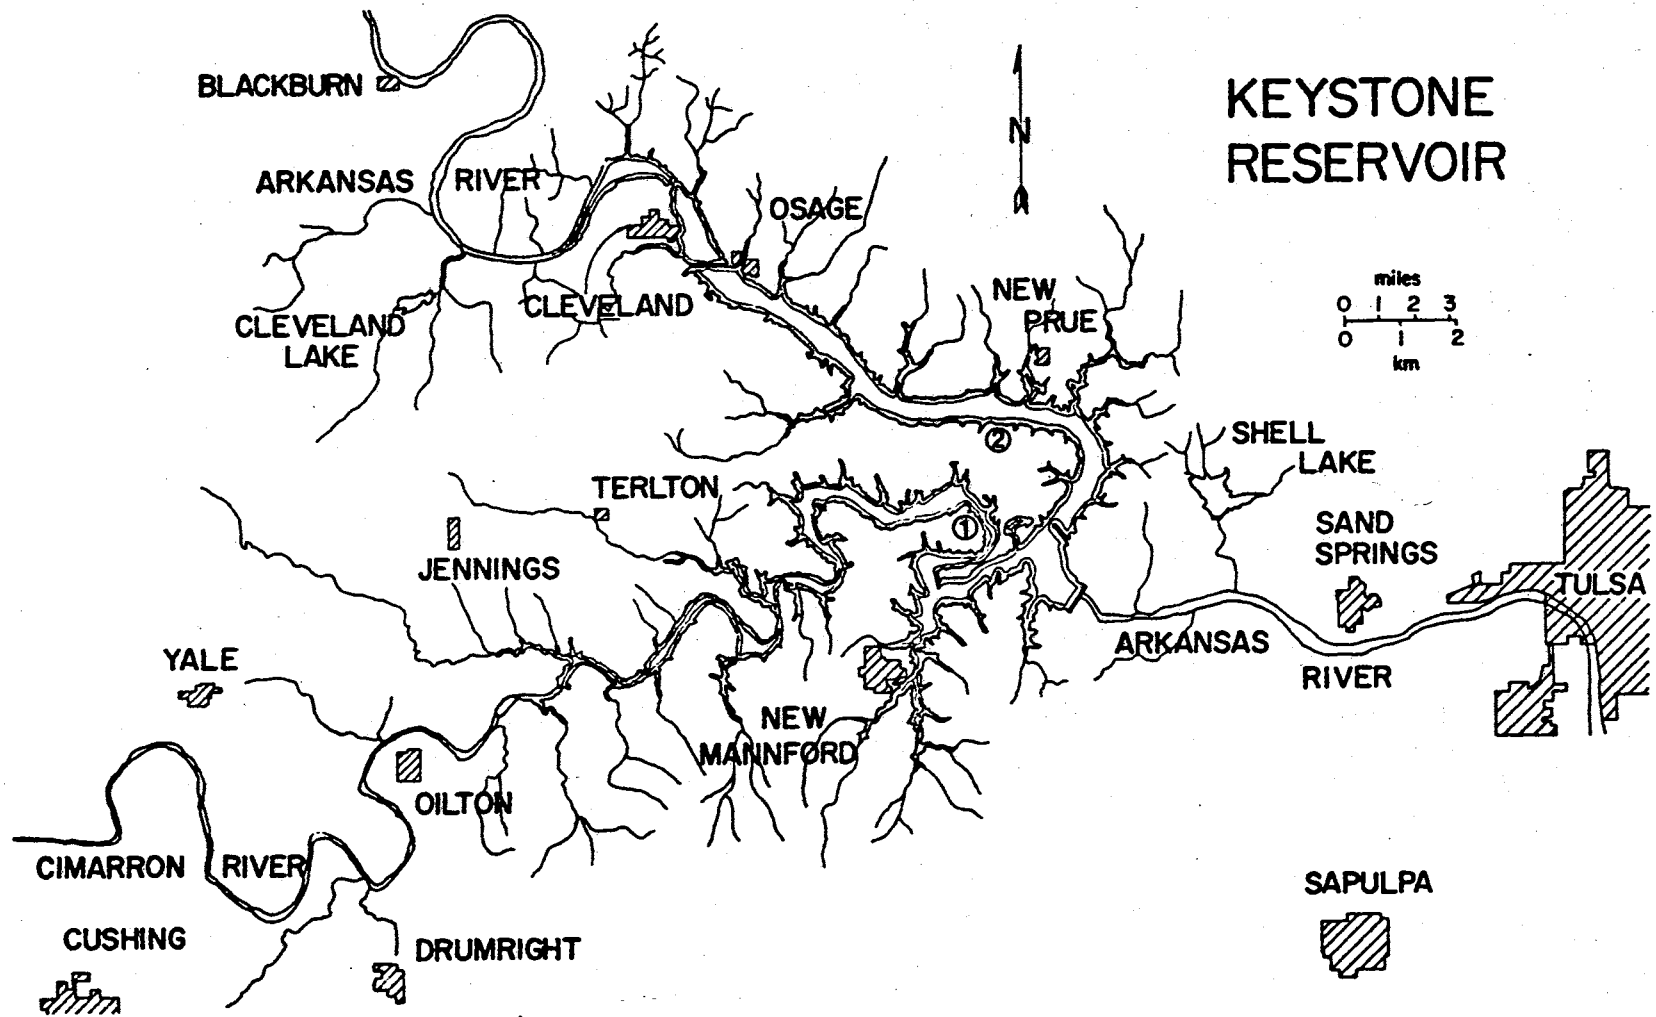 KEYSTONE
RESERVOIR
BLACKBURN
N
ARKANSAS RIVER
OSAGE
miles
0 1 2 3
0 1 2
km
NEW
PRUE
CLEVELAND
CLEVELAND
LAKE
2
SHELL
LAKE
TERLTON
1
SAND
SPRINGS
JENNINGS
TULSA
ARKANSAS
RIVER
YALE
NEW
MANNFORD
OILTON
CIMARRON RIVER
SAPULPA
CUSHING
DRUMRIGHT